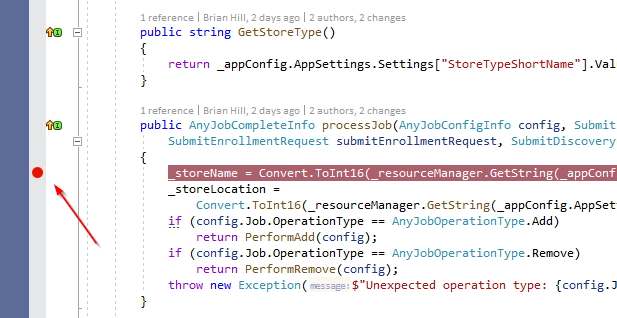 1 reference | Brian Hill, 2 days ago | 2 authors, 2 changes
public string GetStoreType()
{
return _appConfig.AppSettings.Settings["StoreTypeShortName"].Val
}
1 reference | Brian Hill, 2 days ago | 2 authors, 2 changes
public AnyJobCompleteInfo processJob(AnyJobConfigInfo config, Submit
SubmitEnrollmentRequest submitEnrollmentRequest, SubmitDiscovery
{
_storeName = Convert.ToInt16(_resourceManager.GetString(_appConf
_storeLocation =
Convert.ToInt16(_resourceManager.GetString(_appConfig.AppSet
if (config.Job.OperationType == AnyJobOperationType.Add)
return PerformAdd(config);
if (config.Job.OperationType == AnyJobOperationType.Remove)
return PerformRemove(config);
throw new Exception(message:$"Unexpected operation type: {config.J
}